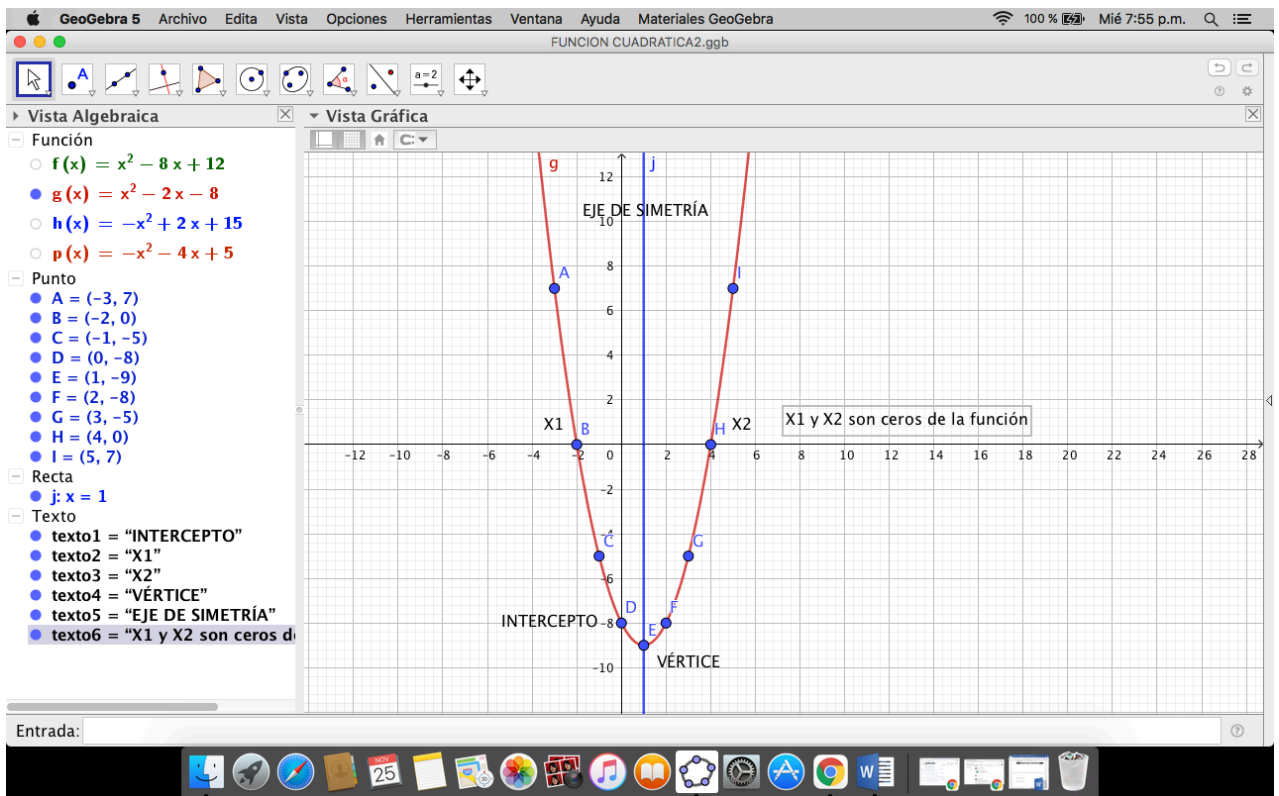 GeoGebra 5 Archivo Edita Vista Opciones Herramientas Ventana Ayuda Materiales GeoGebra 100 % Mié 7:55 p.m.
FUNCION CUADRATICA2.ggb
A α a=2
Vista Algebraica
Vista Gráfica
Función
f(x) = x² − 8 x + 12
g(x) = x² − 2 x − 8
h(x) = −x² + 2 x + 15
p(x) = −x² − 4 x + 5
Punto
A = (−3, 7)
B = (−2, 0)
C = (−1, −5)
D = (0, −8)
E = (1, −9)
F = (2, −8)
G = (3, −5)
H = (4, 0)
I = (5, 7)
Recta
j: x = 1
Texto
texto1 = “INTERCEPTO”
texto2 = “X1”
texto3 = “X2”
texto4 = “VÉRTICE”
texto5 = “EJE DE SIMETRÍA”
texto6 = “X1 y X2 son ceros d
g j
12
EJE DE SIMETRÍA
10
8
A I
6
4
2
X1 B H X2 X1 y X2 son ceros de la función
-12 -10 -8 -6 -4 -2 0 2 4 6 8 10 12 14 16 18 20 22 24 26 28
-2
-4
C G
-6
D F
INTERCEPTO -8
E
VÉRTICE
-10
Entrada:
NOV
25
W